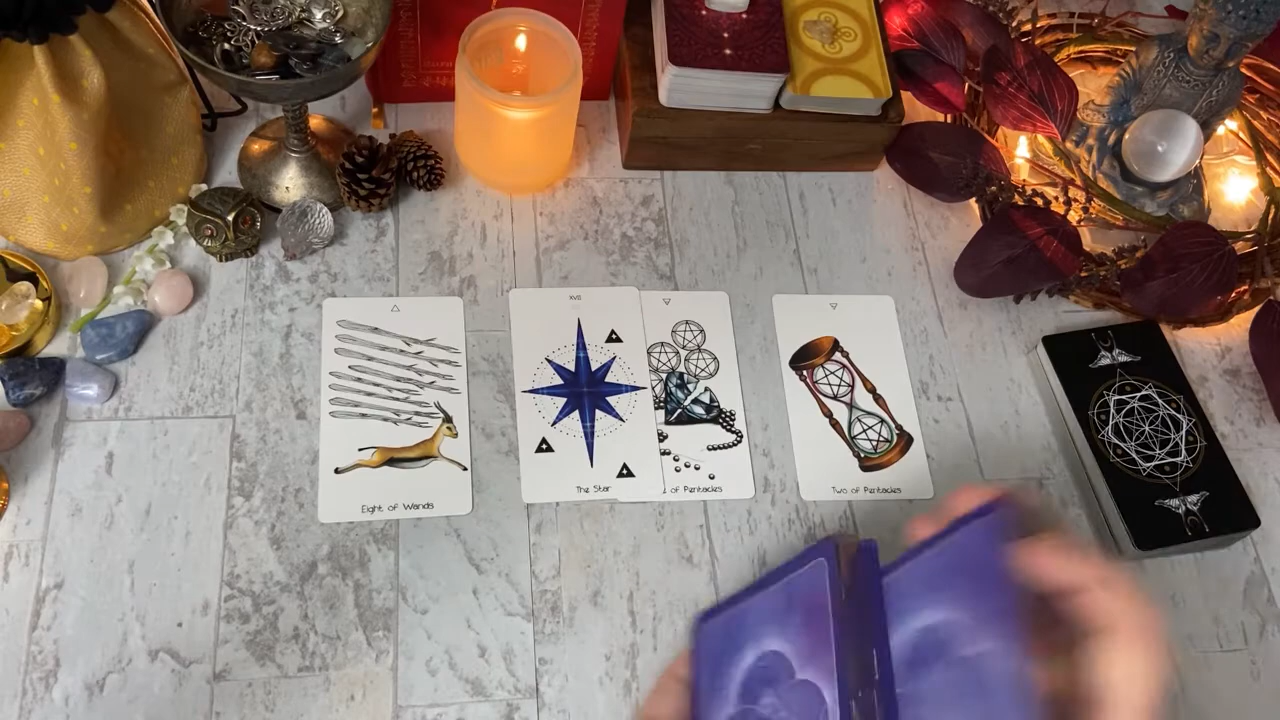 XVII
Eight of Wands
The Star
of Pentacles
Two of Pentacles